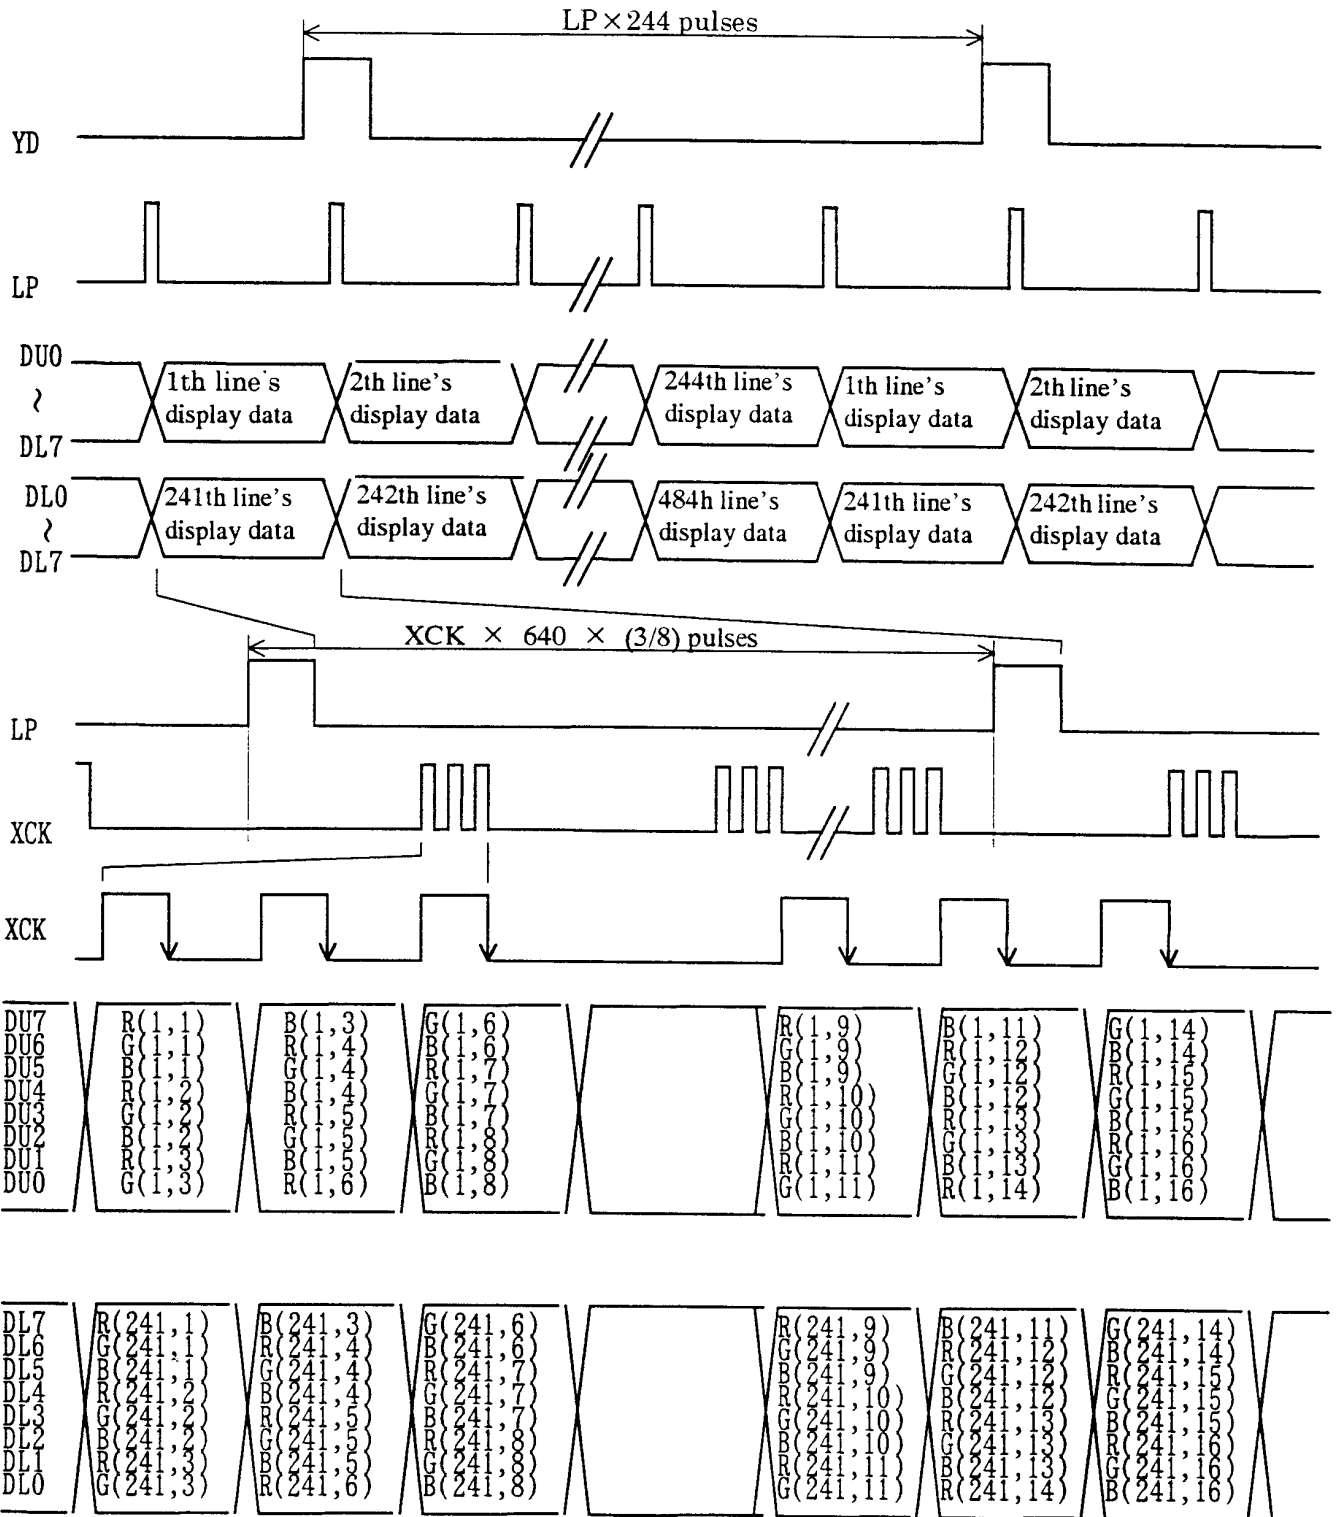 LP×244 pulses
YD
LP
DU0
~
DL7
1th line's
display data
2th line's
display data
244th line's
display data
1th line's
display data
2th line's
display data
DL0
~
DL7
241th line's
display data
242th line's
display data
484h line's
display data
241th line's
display data
242th line's
display data
XCK × 640 × (3/8) pulses
LP
XCK
XCK
DU7 R(1,1) B(1,3) G(1,6) R(1,9) B(1,11) G(1,14)
DU6 G(1,1) R(1,4) B(1,6) G(1,9) R(1,12) B(1,14)
DU5 B(1,1) G(1,4) R(1,7) B(1,9) G(1,12) R(1,15)
DU4 R(1,2) B(1,4) G(1,7) R(1,10) B(1,12) G(1,15)
DU3 G(1,2) R(1,5) B(1,7) G(1,10) R(1,13) B(1,15)
DU2 B(1,2) G(1,5) R(1,8) B(1,10) G(1,13) R(1,16)
DU1 R(1,3) B(1,5) G(1,8) R(1,11) B(1,13) G(1,16)
DU0 G(1,3) R(1,6) B(1,8) G(1,11) R(1,14) B(1,16)
DL7 R(241,1) B(241,3) G(241,6) R(241,9) B(241,11) G(241,14)
DL6 G(241,1) R(241,4) B(241,6) G(241,9) R(241,12) B(241,14)
DL5 B(241,1) G(241,4) R(241,7) B(241,9) G(241,12) R(241,15)
DL4 R(241,2) B(241,4) G(241,7) R(241,10) B(241,12) G(241,15)
DL3 G(241,2) R(241,5) B(241,7) G(241,10) R(241,13) B(241,15)
DL2 B(241,2) G(241,5) R(241,8) B(241,10) G(241,13) R(241,16)
DL1 R(241,3) B(241,5) G(241,8) R(241,11) B(241,13) G(241,16)
DL0 G(241,3) R(241,6) B(241,8) G(241,11) R(241,14) B(241,16)